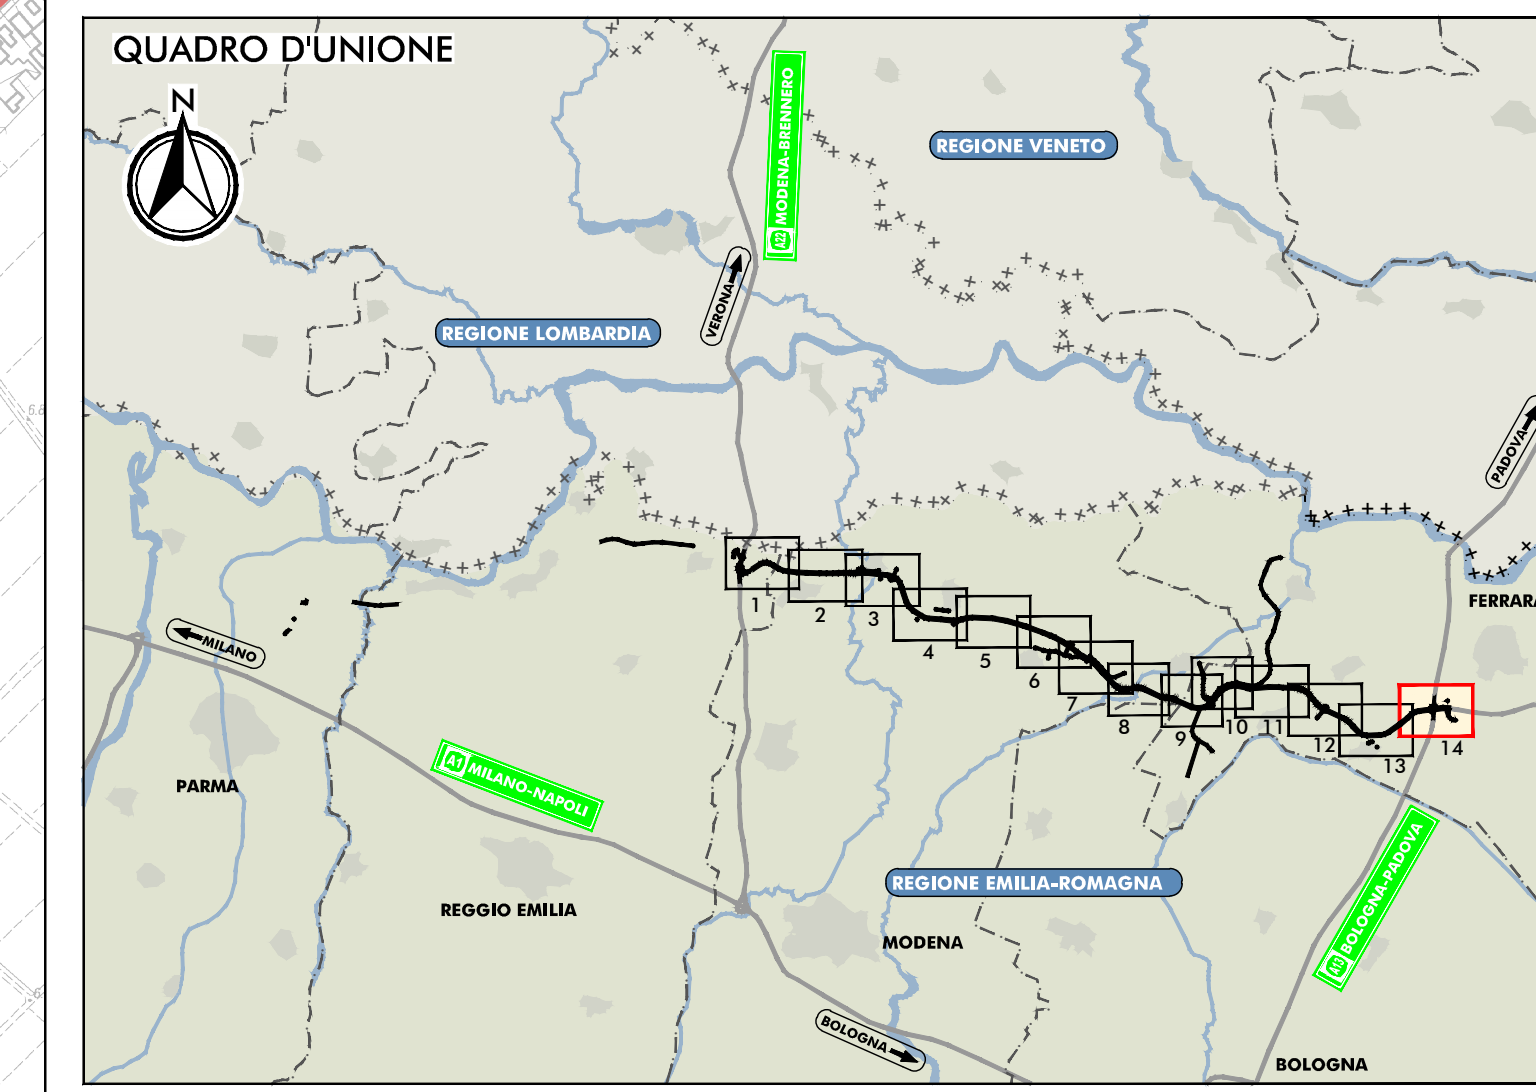 QUADRO D'UNIONE
N
A22 MODENA-BRENNERO
REGIONE VENETO
VERONA
REGIONE LOMBARDIA
6.8
PADOVA
FERRARA
MILANO
1
2
3
4
5
6
7
8
9
10
11
12
13
14
PARMA
A1 MILANO-NAPOLI
A13 BOLOGNA-PADOVA
REGIONE EMILIA-ROMAGNA
REGGIO EMILIA
MODENA
BOLOGNA
BOLOGNA